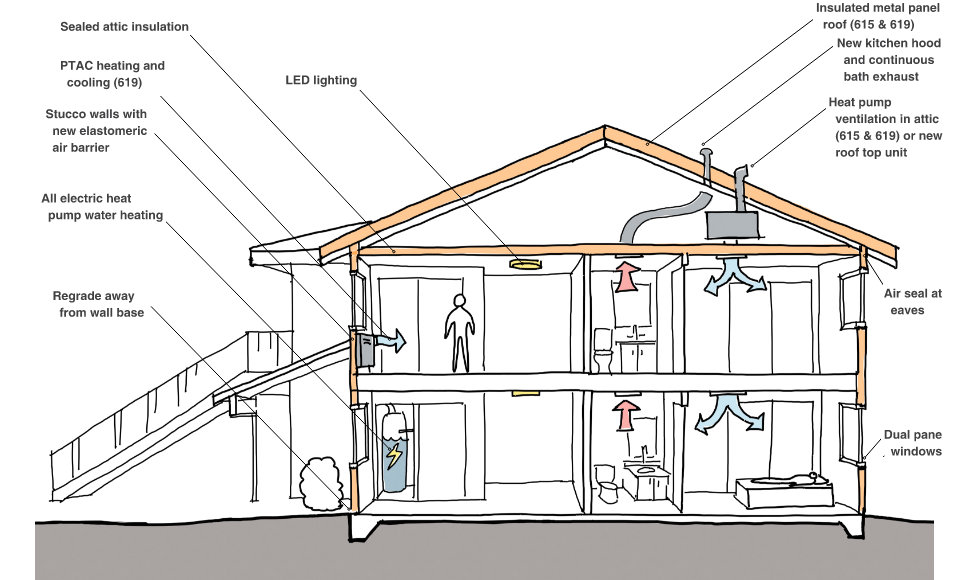 Sealed attic insulation
PTAC heating and
cooling (619)
Stucco walls with
new elastomeric
air barrier
All electric heat
pump water heating
Regrade away
from wall base
LED lighting
Insulated metal panel
roof (615 & 619)
New kitchen hood
and continuous
bath exhaust
Heat pump
ventilation in attic
(615 & 619) or new
roof top unit
Air seal at
eaves
Dual pane
windows